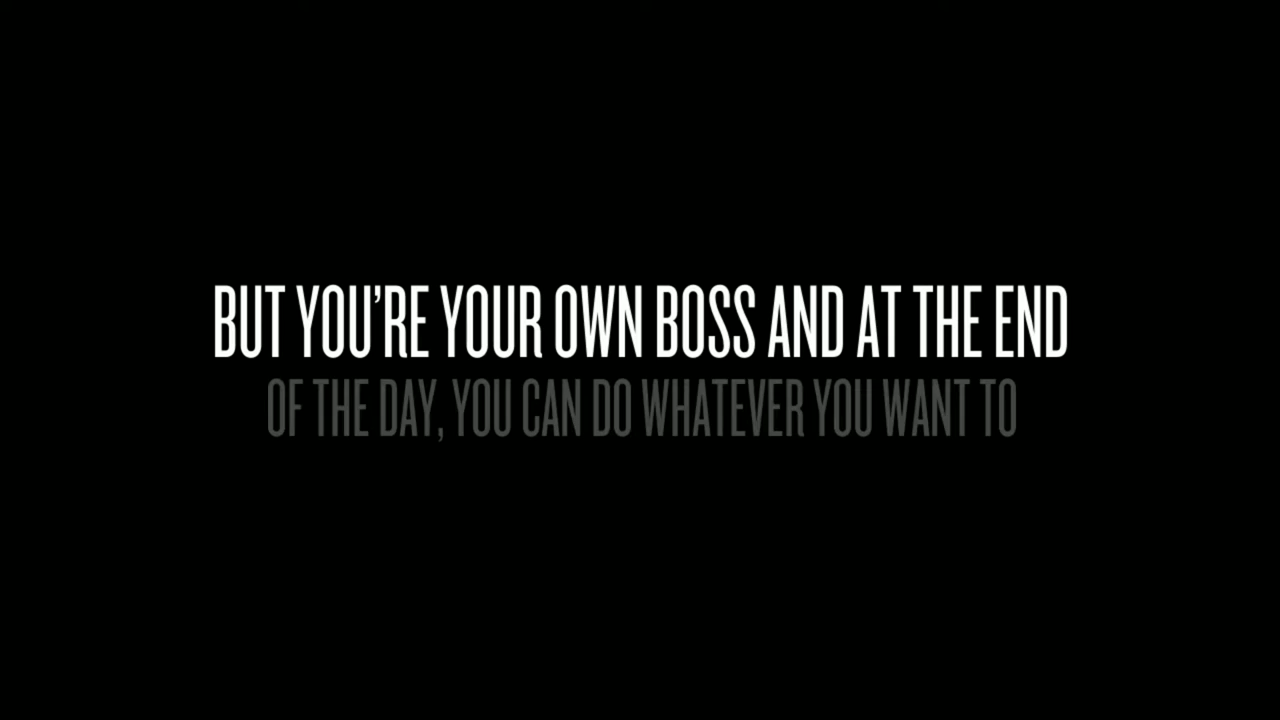 BUT YOU’RE YOUR OWN BOSS AND AT THE END
OF THE DAY, YOU CAN DO WHATEVER YOU WANT TO